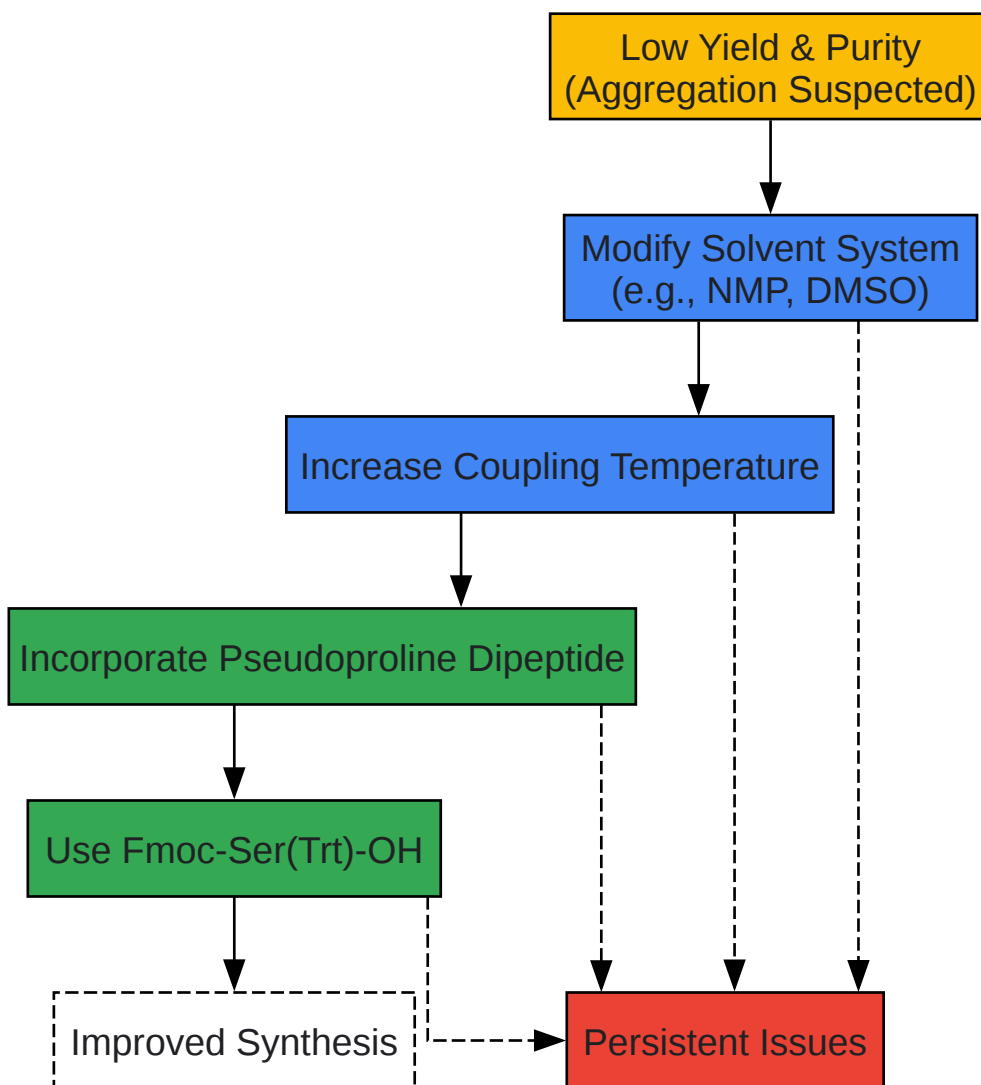 Low Yield & Purity
(Aggregation Suspected)
Modify Solvent System
(e.g., NMP, DMSO)
Increase Coupling Temperature
Incorporate Pseudoproline Dipeptide
Use Fmoc-Ser(Trt)-OH
Improved Synthesis
Persistent Issues